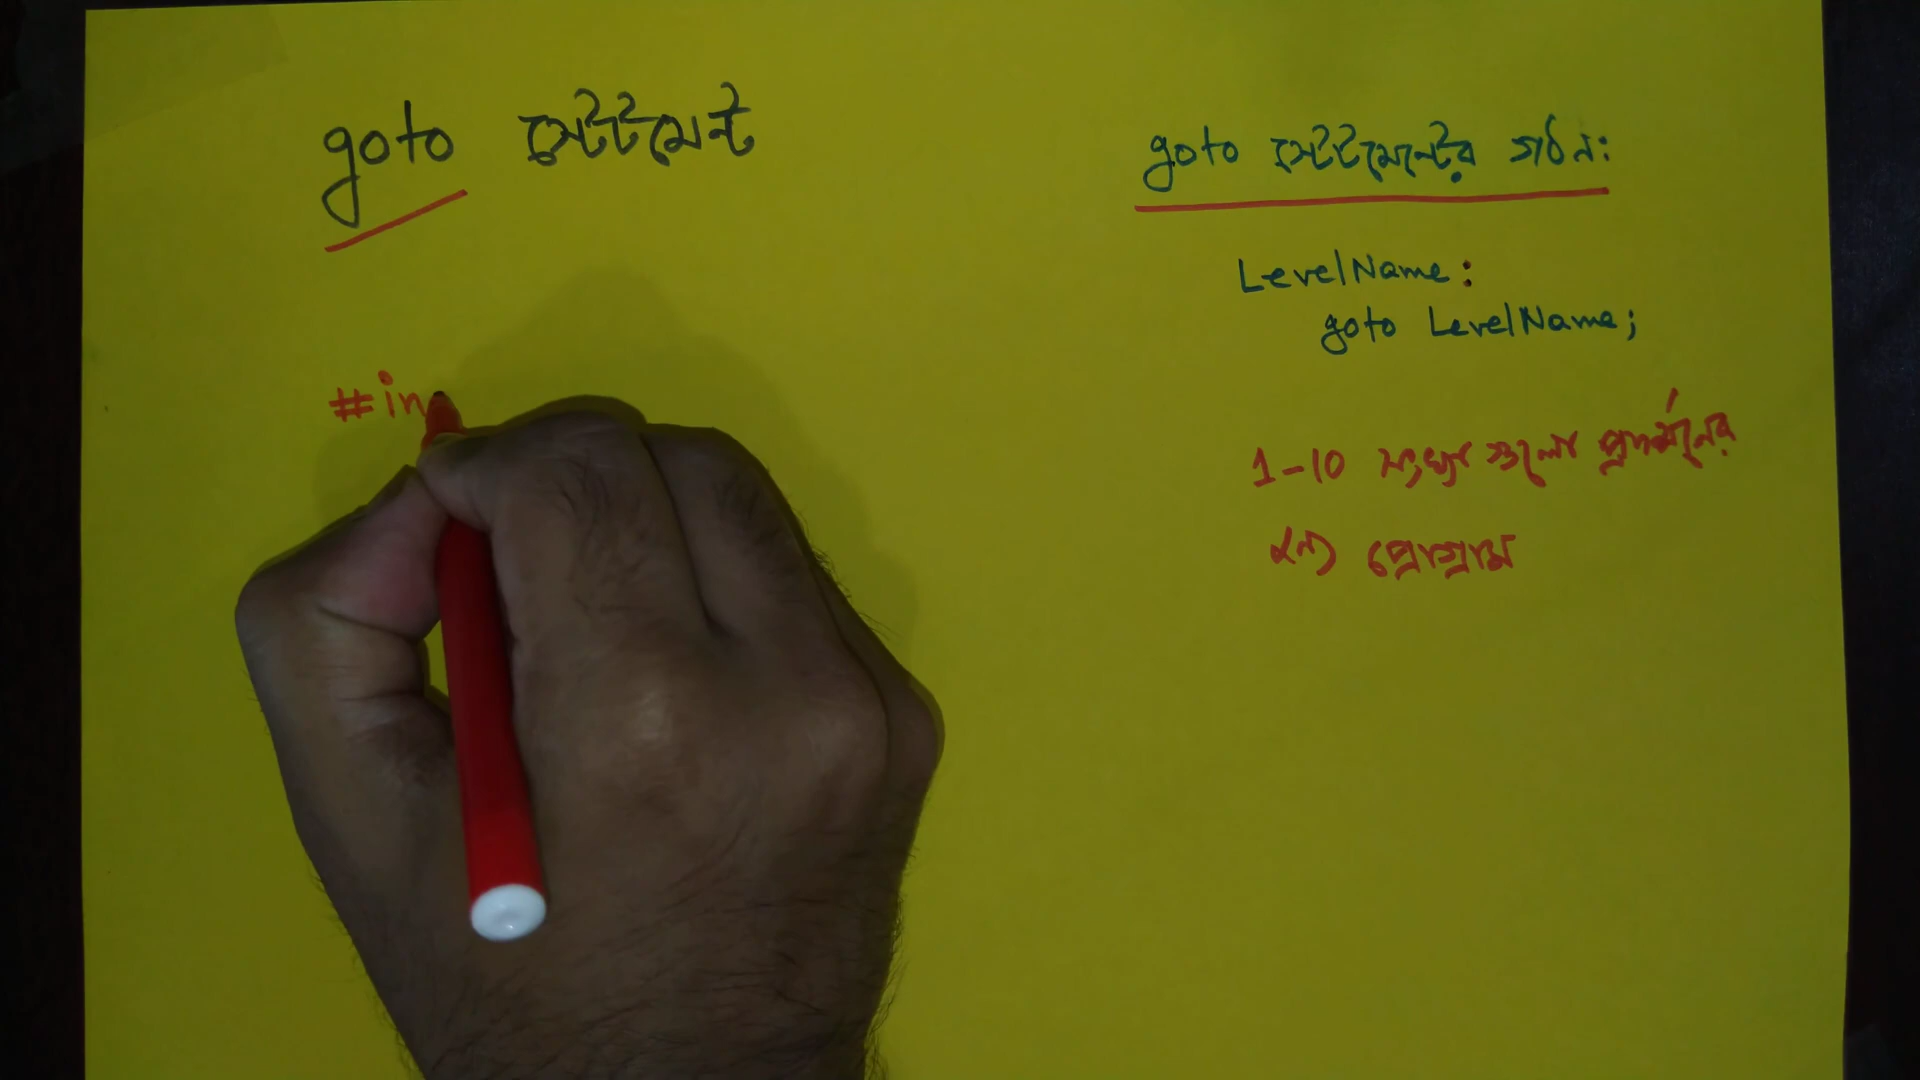 goto স্টেটমেন্ট
#in
goto স্টেটমেন্টের গঠন:
LevelName:
goto LevelName;
1-10 সংখ্যা গুলো প্রদর্শনের
জন্য প্রোগ্রাম